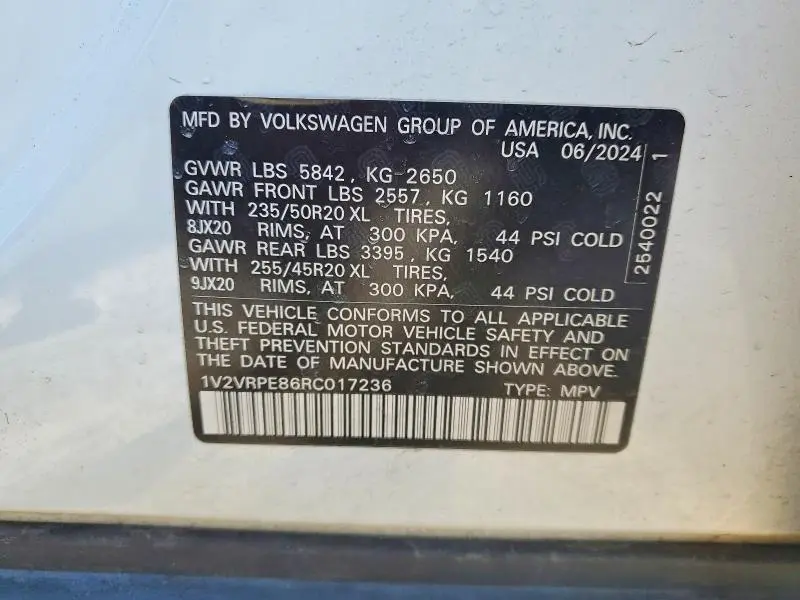 MFD BY VOLKSWAGEN GROUP OF AMERICA, INC.
USA 06/2024
GVWR LBS 5842, KG 2650
GAWR FRONT LBS 2557, KG 1160
WITH 235/50R20 XL TIRES,
8JX20 RIMS, AT 300 KPA, 44 PSI COLD
GAWR REAR LBS 3395, KG 1540
WITH 255/45R20 XL TIRES,
9JX20 RIMS, AT 300 KPA, 44 PSI COLD
THIS VEHICLE CONFORMS TO ALL APPLICABLE
U.S. FEDERAL MOTOR VEHICLE SAFETY AND
THEFT PREVENTION STANDARDS IN EFFECT ON
THE DATE OF MANUFACTURE SHOWN ABOVE.
1V2VRPE86RC017236 TYPE: MPV
2540022 1